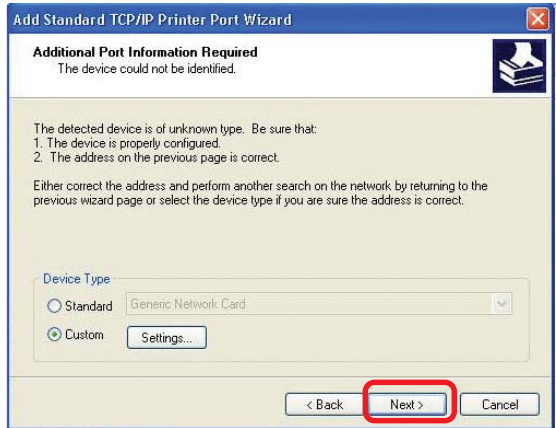 Add Standard TCP/IP Printer Port Wizard
Additional Port Information Required
The device could not be identified.
The detected device is of unknown type.  Be sure that:
1. The device is properly configured.
2.  The address on the previous page is correct.
Either correct the address and perform another search on the network by returning to the
previous wizard page or select the device type if you are sure the address is correct.
Device Type
Standard
Generic Network Card
Custom
Settings...
< Back
Next >
Cancel